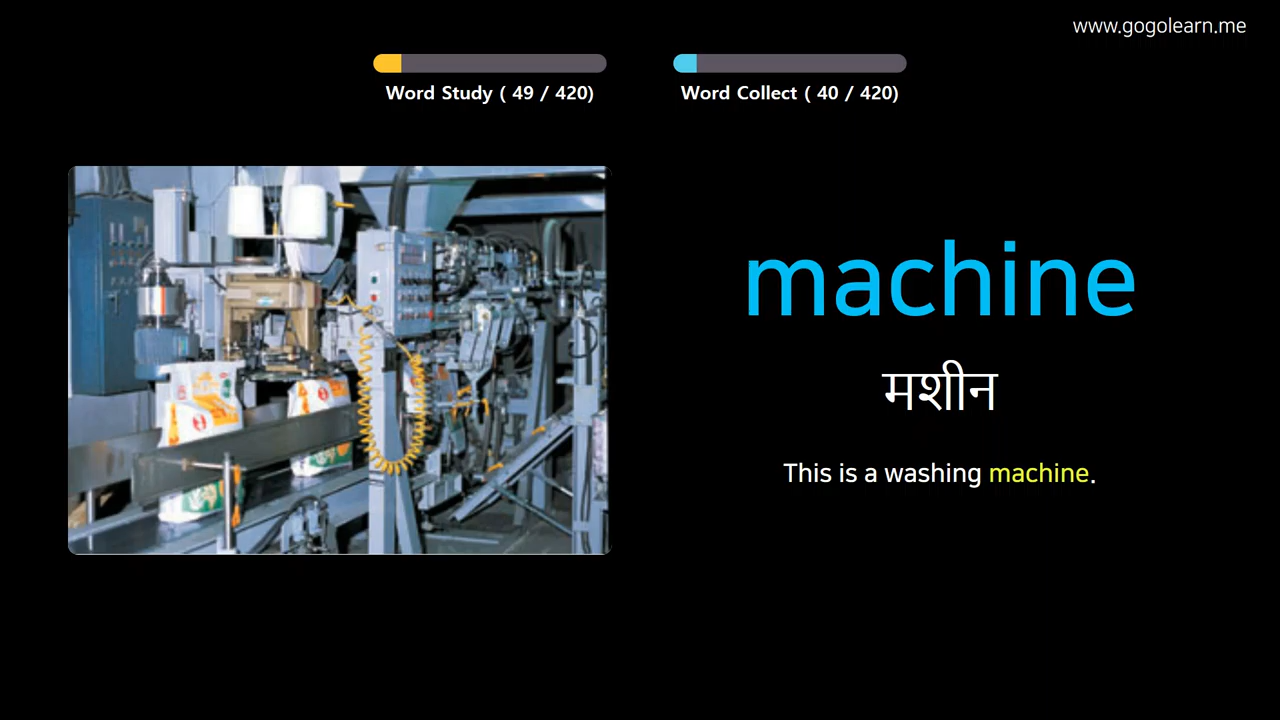 www.gogolearn.me
Word Study ( 49 / 420)
Word Collect ( 40 / 420)
machine
मशीन
This is a washing machine.